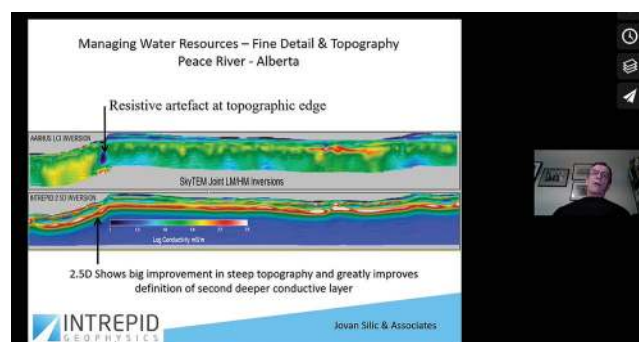 Managing Water Resources – Fine Detail & Topography
Peace River - Alberta
Resistive artefact at topographic edge
AARHUS LCI INVERSION
SkyTEM Joint LM/HM Inversions
INTREPID 2.5D INVERSION
Log Conductivity mS/m
2.5D Shows big improvement in steep topography and greatly improves
definition of second deeper conductive layer
INTREPID
GEOPHYSICS
Jovan Silic & Associates